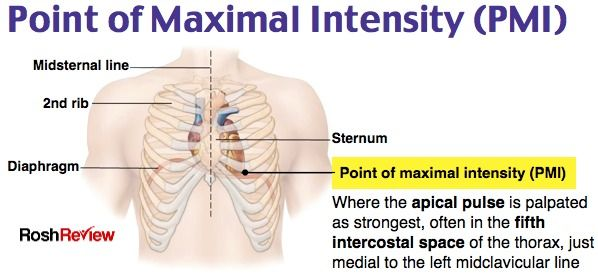 Point of Maximal Intensity (PMI)
Midsternal line
2nd rib
Sternum
Diaphragm
Point of maximal intensity (PMI)
Where the apical pulse is palpated
as strongest, often in the fifth
intercostal space of the thorax, just
medial to the left midclavicular line
RoshReview